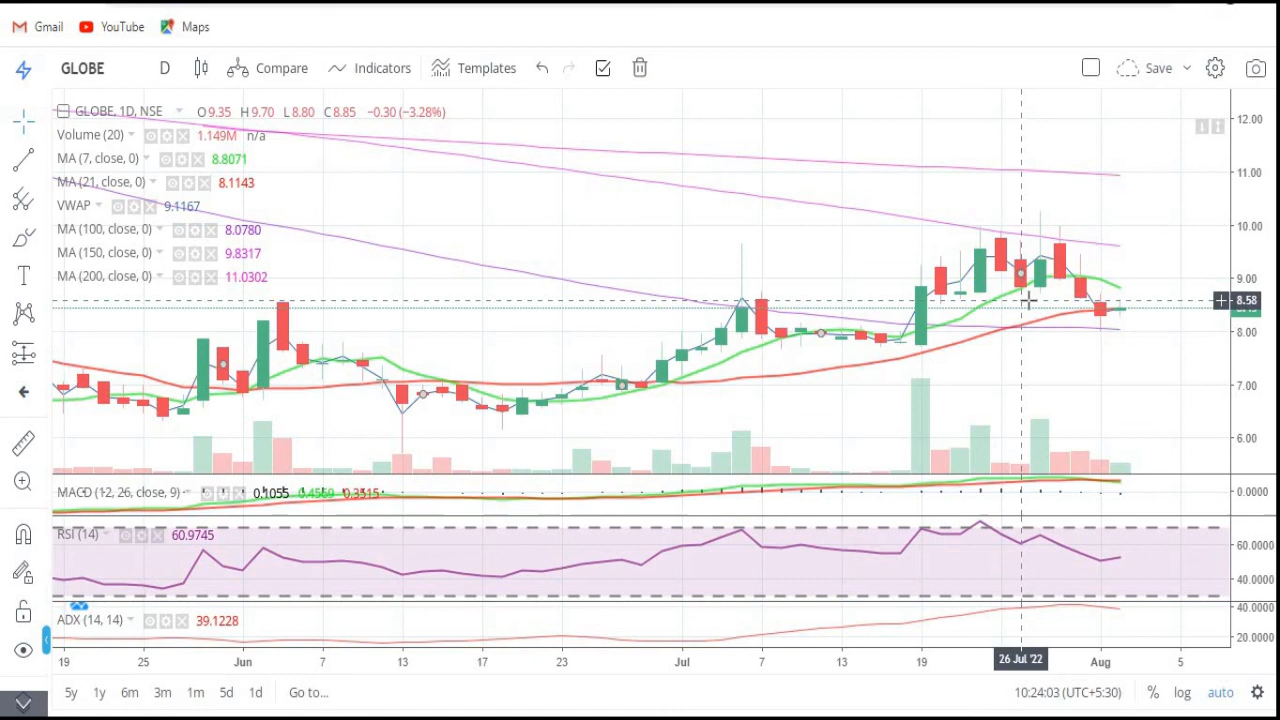 Gmail YouTube Maps
GLOBE D Compare Indicators Templates Save
GLOBE, 1D, NSE O9.35 H9.70 L8.80 C8.85 −0.30 (−3.28%)
Volume (20) 1.149M n/a
MA (7, close, 0) 8.8071
MA (21, close, 0) 8.1143
VWAP 9.1167
MA (100, close, 0) 8.0780
MA (150, close, 0) 9.8317
MA (200, close, 0) 11.0302
12.00
11.00
10.00
9.00
8.58
8.00
7.00
6.00
MACD (12, 26, close, 9) 0.1055 0.4569 0.3515 0.0000
RSI (14) 60.9745
60.0000
40.0000
ADX (14, 14) 39.1228
40.0000
20.0000
19 25 Jun 7 13 17 23 Jul 7 13 19 26 Jul '22 Aug 5
5y 1y 6m 3m 1m 5d 1d Go to... 10:24:03 (UTC+5:30) % log auto